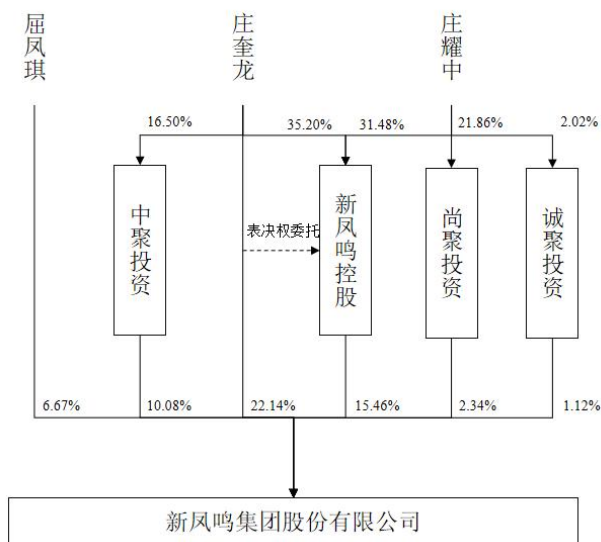 屈凤琪
庄奎龙
庄耀中
16.50%
35.20%
31.48%
21.86%
2.02%
中聚投资
表决权委托
新凤鸣控股
尚聚投资
诚聚投资
6.67%
10.08%
22.14%
15.46%
2.34%
1.12%
新凤鸣集团股份有限公司